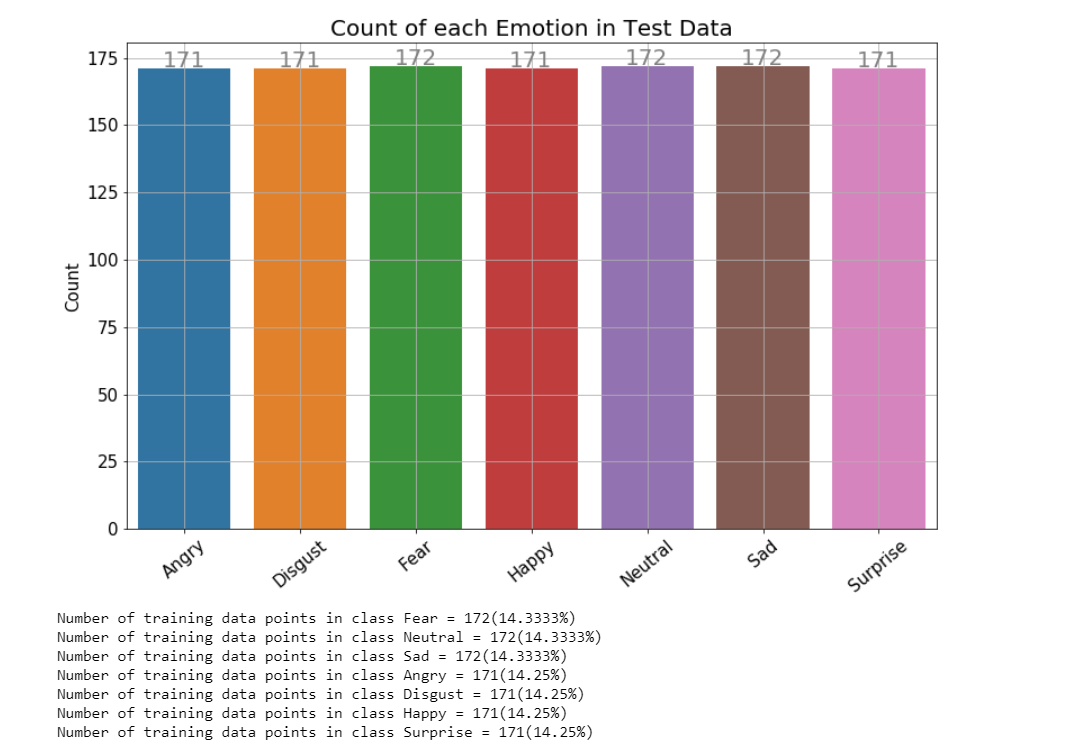 Count of each Emotion in Test Data
171 171 172 171 172 172 171
175
150
125
100
75
50
25
0
Count
Angry Disgust Fear Happy Neutral Sad Surprise
Number of training data points in class Fear = 172(14.3333%)
Number of training data points in class Neutral = 172(14.3333%)
Number of training data points in class Sad = 172(14.3333%)
Number of training data points in class Angry = 171(14.25%)
Number of training data points in class Disgust = 171(14.25%)
Number of training data points in class Happy = 171(14.25%)
Number of training data points in class Surprise = 171(14.25%)